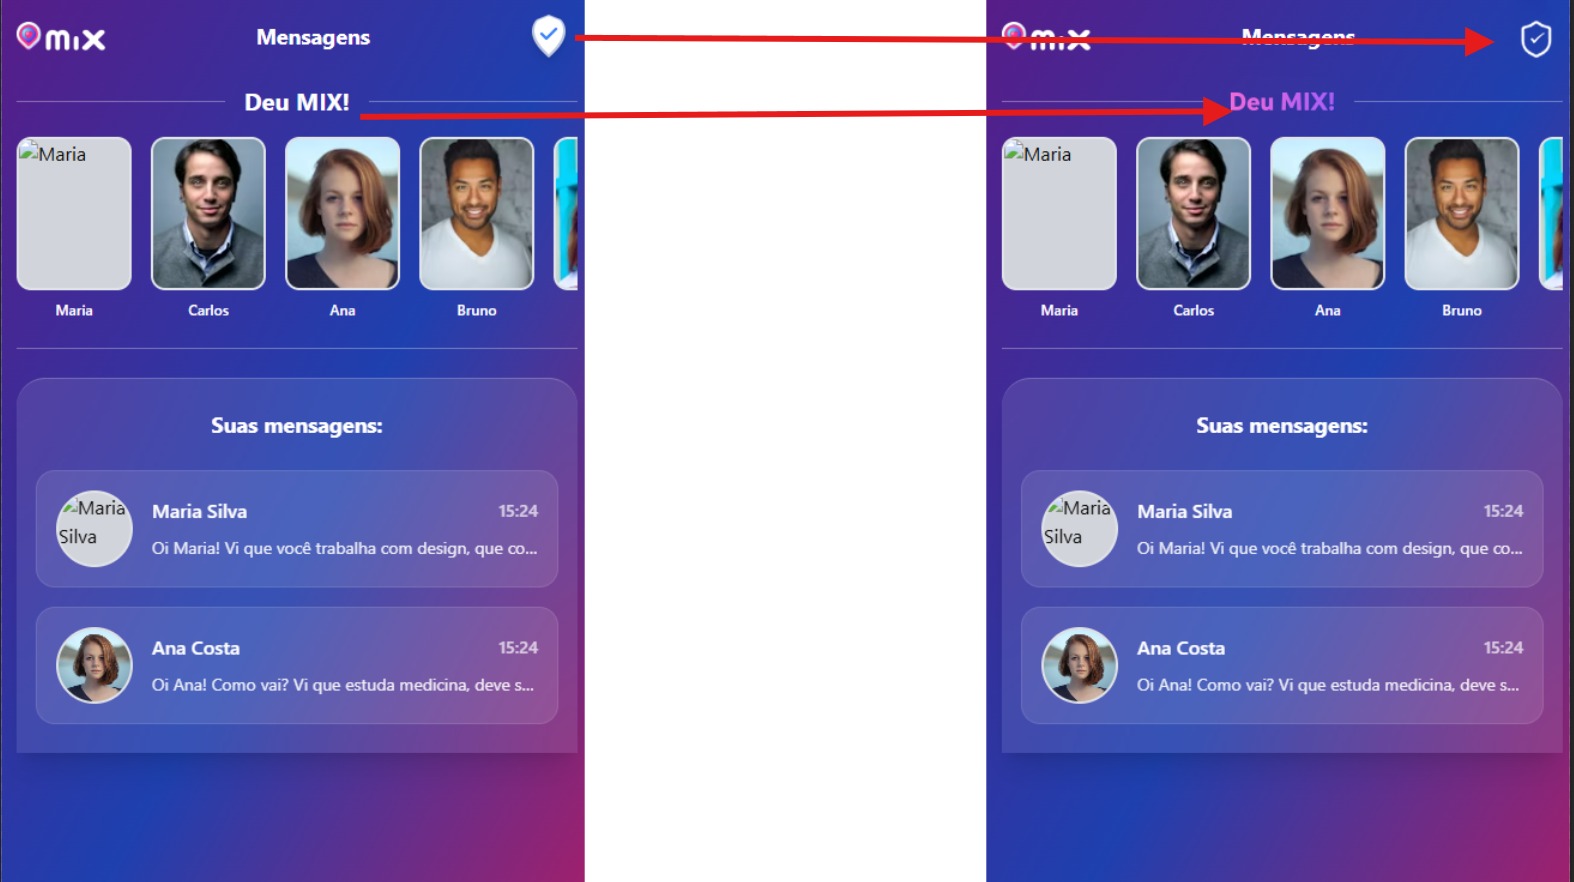 mix
Mensagens
Deu MIX!
Maria
Maria
Carlos
Ana
Bruno
Suas mensagens:
Maria Silva
Maria Silva
15:24
Oi Maria! Vi que você trabalha com design, que co...
Ana Costa
15:24
Oi Ana! Como vai? Vi que estuda medicina, deve s...
mix
Mensagens
Deu MIX!
Maria
Maria
Carlos
Ana
Bruno
Suas mensagens:
Maria Silva
Maria Silva
15:24
Oi Maria! Vi que você trabalha com design, que co...
Ana Costa
15:24
Oi Ana! Como vai? Vi que estuda medicina, deve s...